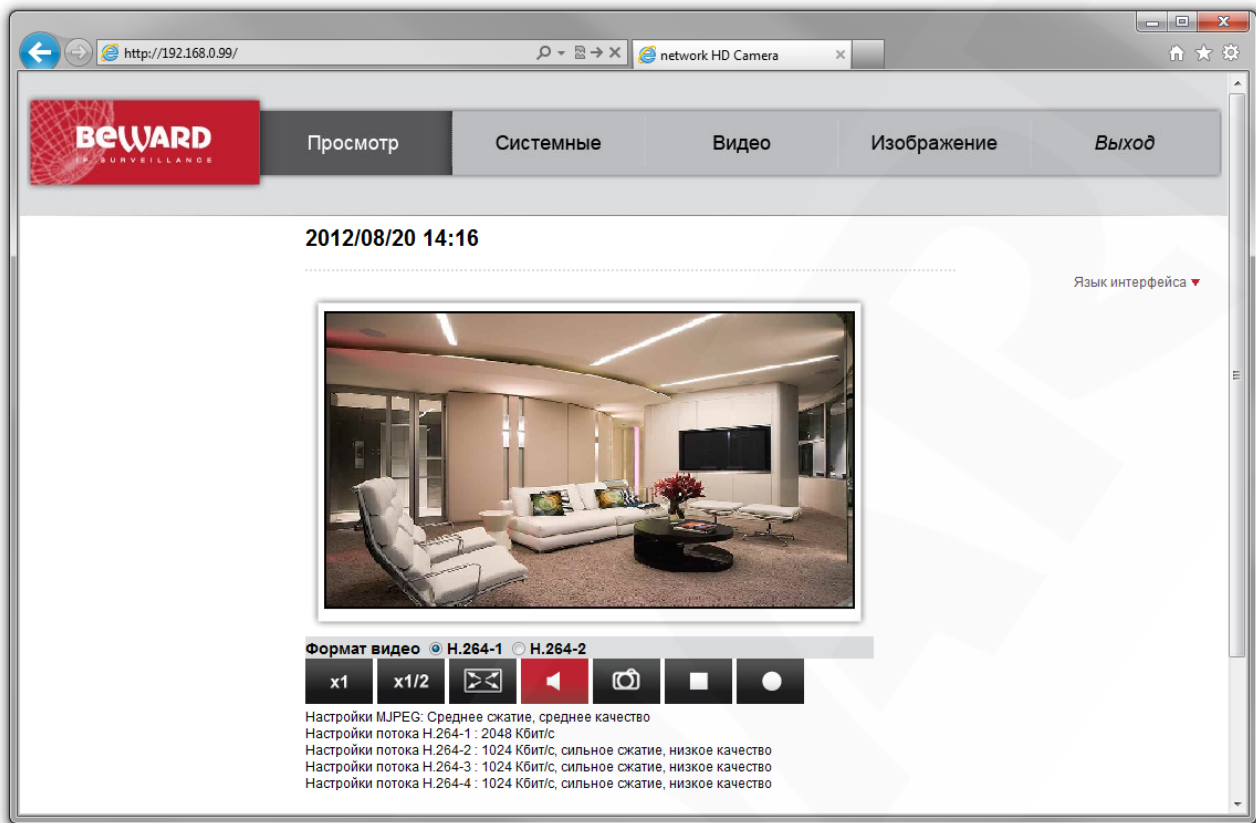 http://192.168.0.99/
network HD Camera
BEWARD
IP SURVEILLANCE
Просмотр
Системные
Видео
Изображение
Выход
2012/08/20 14:16
Язык интерфейса
Формат видео H.264-1 H.264-2
x1 x1/2
Настройки MJPEG: Среднее сжатие, среднее качество
Настройки потока H.264-1 : 2048 Кбит/с
Настройки потока H.264-2 : 1024 Кбит/с, сильное сжатие, низкое качество
Настройки потока H.264-3 : 1024 Кбит/с, сильное сжатие, низкое качество
Настройки потока H.264-4 : 1024 Кбит/с, сильное сжатие, низкое качество